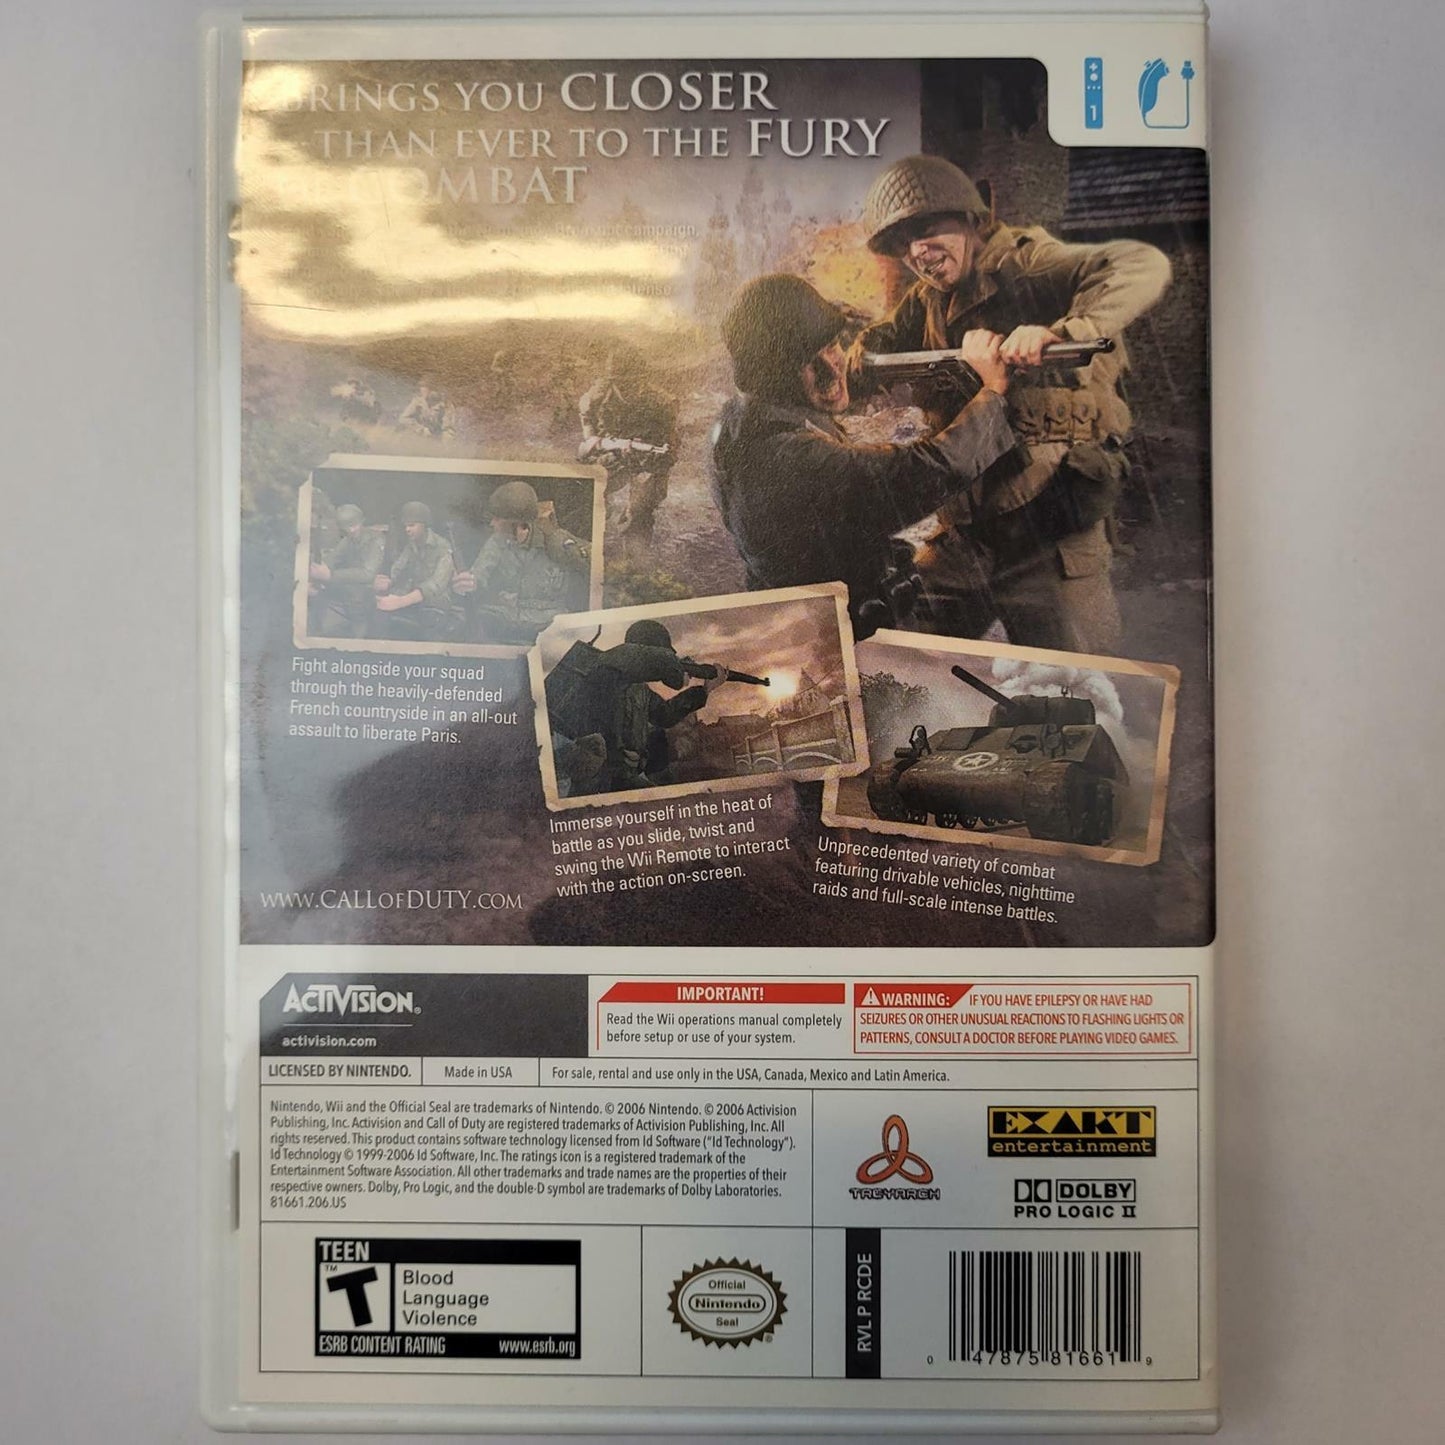 BRINGS YOU CLOSER
THAN EVER TO THE FURY
COMBAT
campaign,
intense
1
Fight alongside your squad
through the heavily-defended
French countryside in an all-out
assault to liberate Paris.
Immerse yourself in the heat of
battle as you slide, twist and
swing the Wii Remote to interact
with the action on-screen.
Unprecedented variety of combat
featuring drivable vehicles, nighttime
raids and full-scale intense battles.
WWW.CALLOFDUTY.COM
ACTIVISION®
activision.com
IMPORTANT!
Read the Wii operations manual completely
before setup or use of your system.
WARNING: IF YOU HAVE EPILEPSY OR HAVE HAD
SEIZURES OR OTHER UNUSUAL REACTIONS TO FLASHING LIGHTS OR
PATTERNS, CONSULT A DOCTOR BEFORE PLAYING VIDEO GAMES.
LICENSED BY NINTENDO.
Made in USA
For sale, rental and use only in the USA, Canada, Mexico and Latin America.
Nintendo, Wii and the Official Seal are trademarks of Nintendo. © 2006 Nintendo. © 2006 Activision
Publishing, Inc. Activision and Call of Duty are registered trademarks of Activision Publishing, Inc. All
rights reserved. This product contains software technology licensed from Id Software ("Id Technology").
Id Technology © 1999-2006 Id Software, Inc. The ratings icon is a registered trademark of the
Entertainment Software Association. All other trademarks and trade names are the properties of their
respective owners. Dolby, Pro Logic, and the double-D symbol are trademarks of Dolby Laboratories.
81661.206.US
TREYARCH
EXAKT
entertainment
DOLBY
PRO LOGIC II
TEEN
T™
Blood
Language
Violence
ESRB CONTENT RATING www.esrb.org
Official
Nintendo
Seal
®
RVL P RCDE
0 47875 81661 9